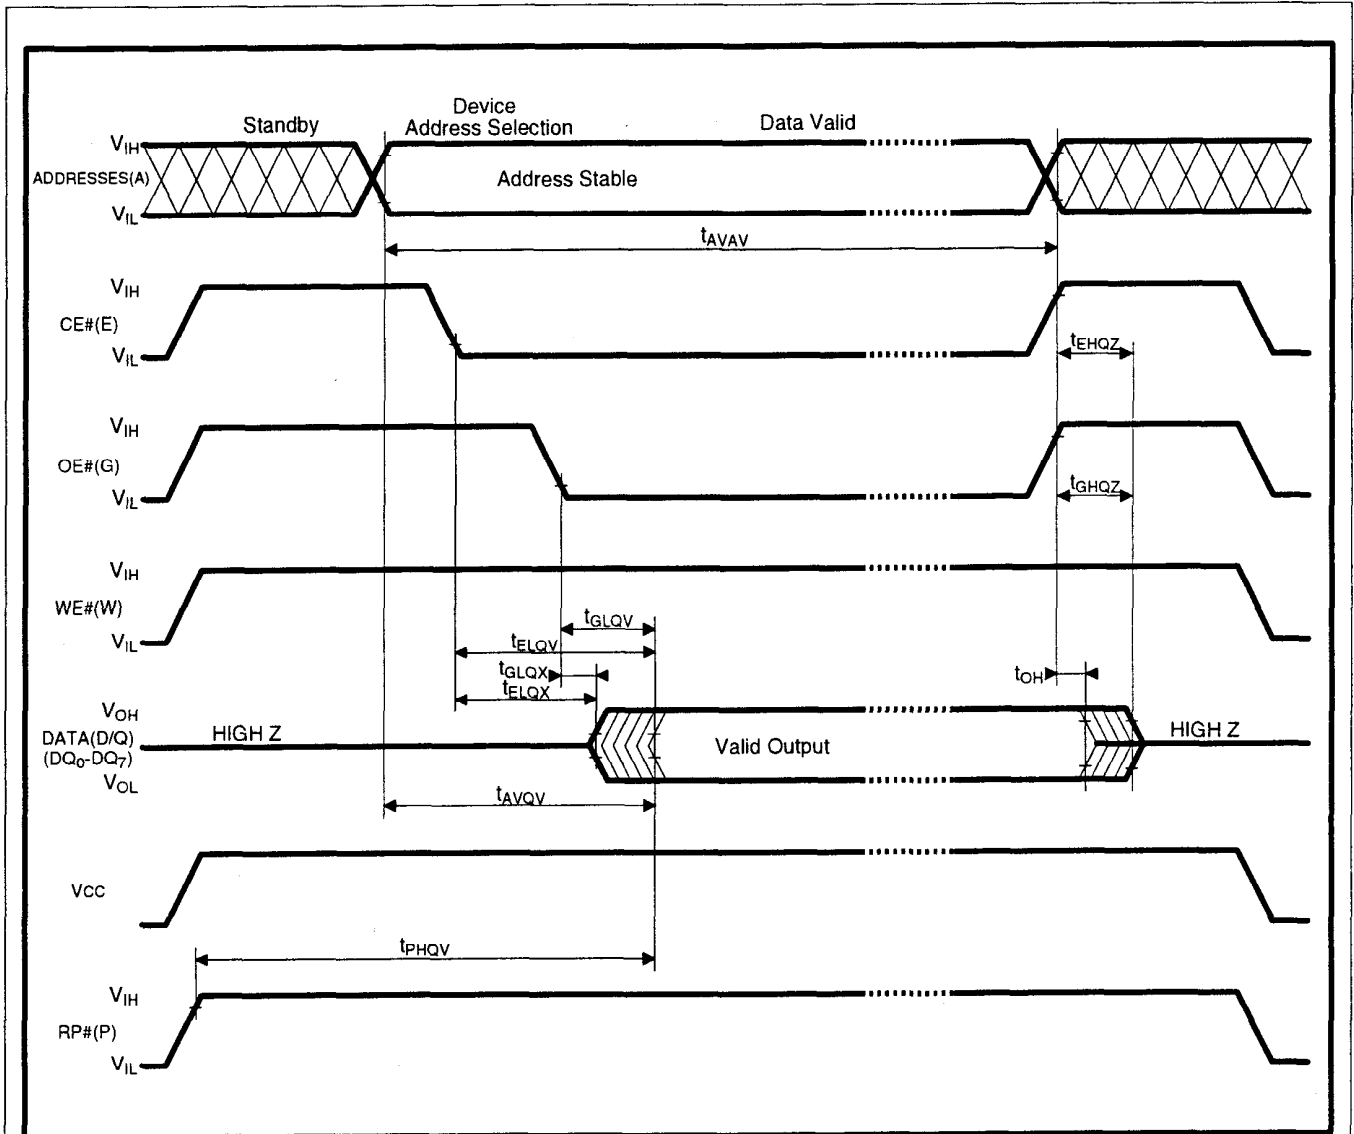 Device
Standby Address Selection Data Valid
VIH
ADDRESSES(A) Address Stable
VIL
tAVAV
VIH
CE#(E)
tEHQZ
VIL
VIH
OE#(G)
tGHQZ
VIL
VIH
WE#(W)
tGLQV
VIL
tELQV
tGLQX
tOH
tELQX
VOH
HIGH Z HIGH Z
DATA(D/Q)
Valid Output
(DQ0-DQ7)
VOL
tAVQV
VCC
tPHQV
VIH
RP#(P)
VIL